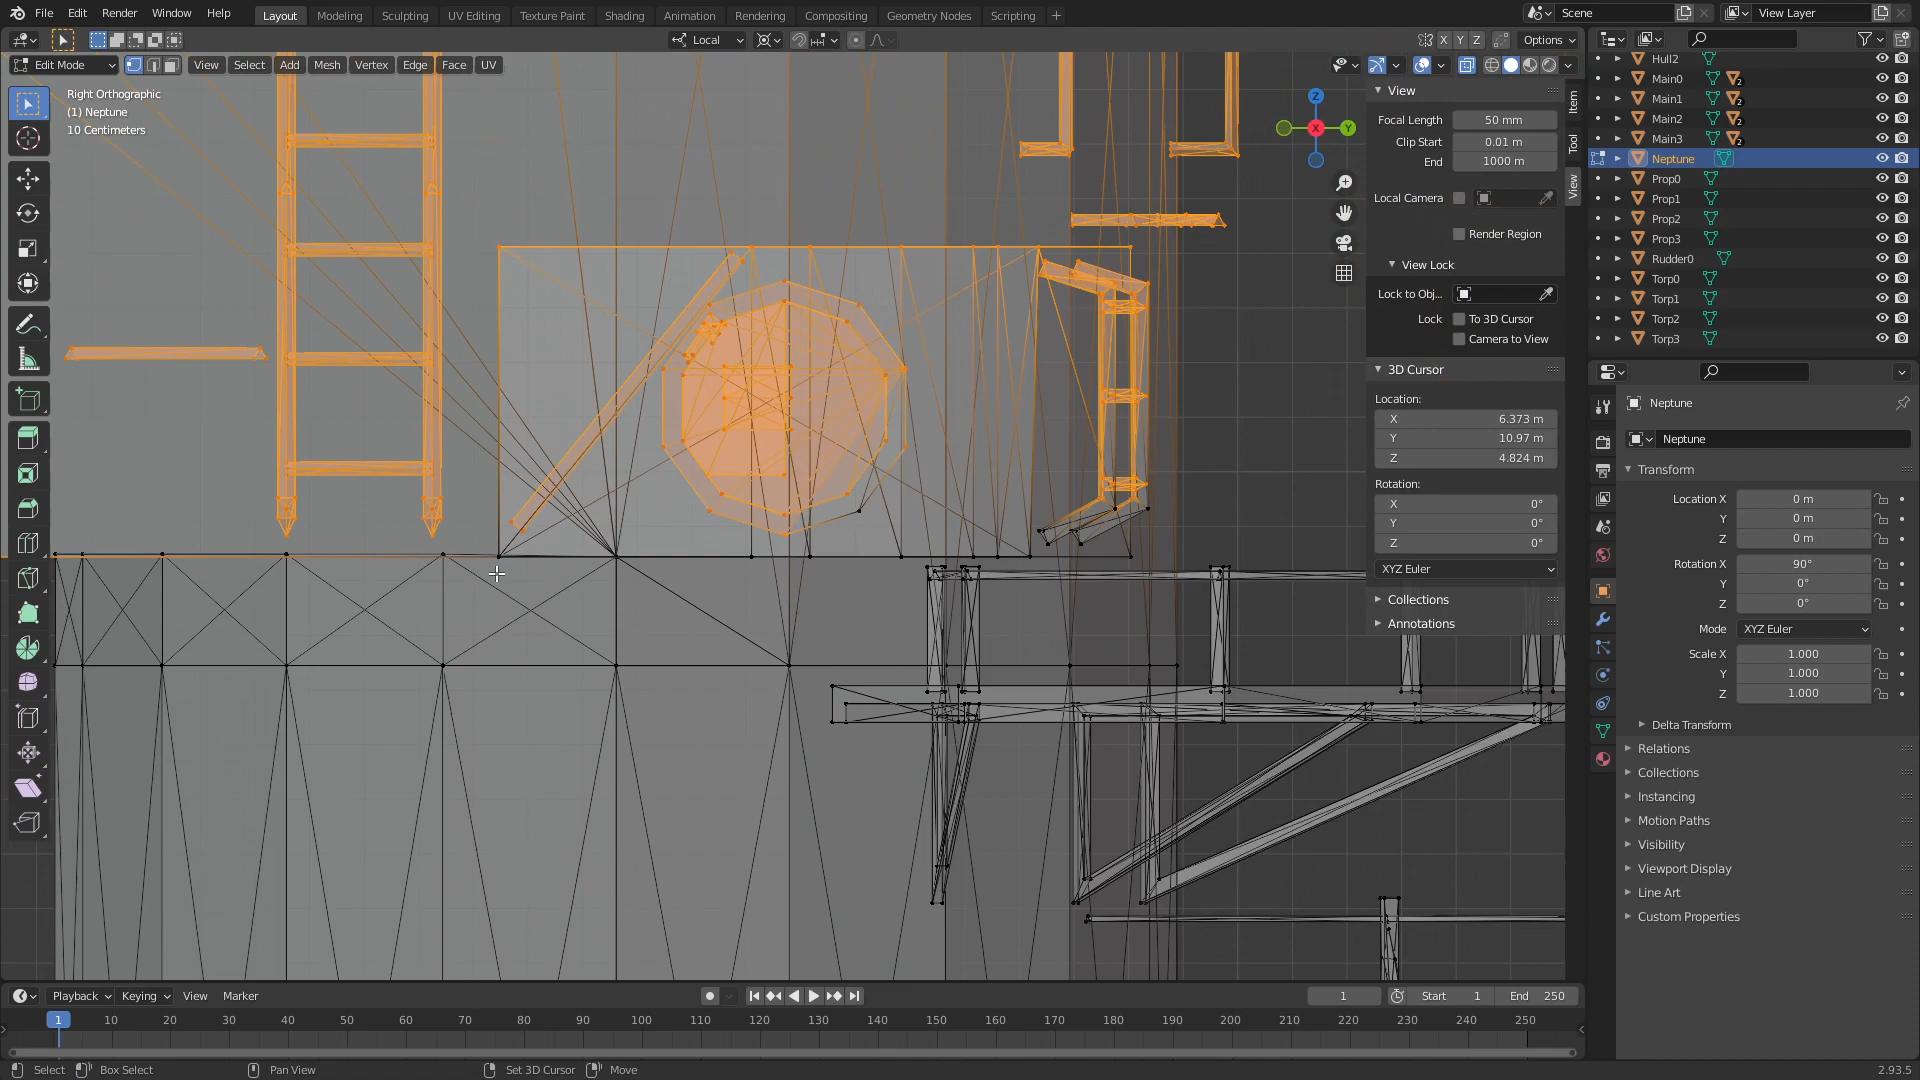 File Edit Render Window Help Layout Modeling Sculpting UV Editing Texture Paint Shading Animation Rendering Compositing Geometry Nodes Scripting + Scene View Layer
Local X Y Z Options
Edit Mode View Select Add Mesh Vertex Edge Face UV
Right Orthographic
(1) Neptune
10 Centimeters
Z
X
Y
Item
Tool
View
View
Focal Length 50 mm
Clip Start 0.01 m
End 1000 m
Local Camera
Render Region
View Lock
Lock to Obj...
Lock To 3D Cursor
Camera to View
3D Cursor
Location:
X 6.373 m
Y 10.97 m
Z 4.824 m
Rotation:
X 0°
Y 0°
Z 0°
XYZ Euler
Collections
Annotations
Hull2
Main0 2
Main1 2
Main2 2
Main3 2
Neptune
Prop0
Prop1
Prop2
Prop3
Rudder0
Torp0
Torp1
Torp2
Torp3
Neptune
Neptune
Transform
Location X 0 m
Y 0 m
Z 0 m
Rotation X 90°
Y 0°
Z 0°
Mode XYZ Euler
Scale X 1.000
Y 1.000
Z 1.000
Delta Transform
Relations
Collections
Instancing
Motion Paths
Visibility
Viewport Display
Line Art
Custom Properties
Playback Keying View Marker 1 Start 1 End 250
1 10 20 30 40 50 60 70 80 90 100 110 120 130 140 150 160 170 180 190 200 210 220 230 240 250
Select Box Select Pan View Set 3D Cursor Move 2.93.5